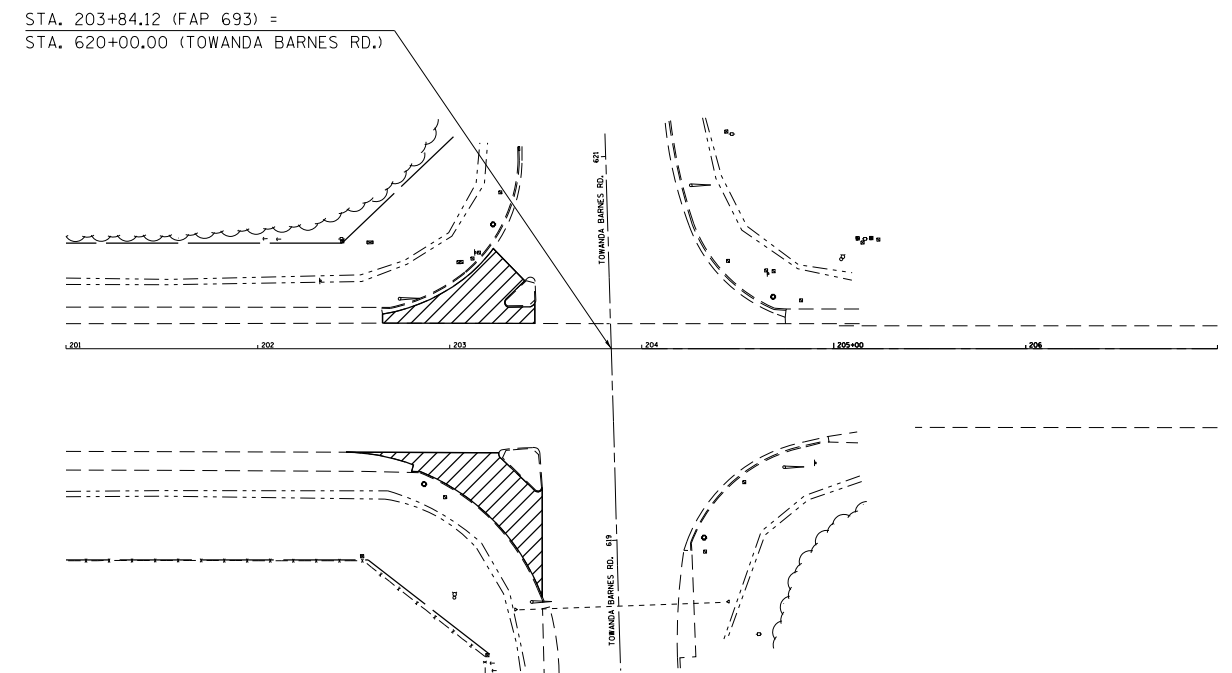 STA. 203+84.12 (FAP 693) =
STA. 620+00.00 (TOWANDA BARNES RD.)
TOWANDA BARNES RD. 621
201 202 203 204 205+00 206
TOWANDA BARNES RD. 619